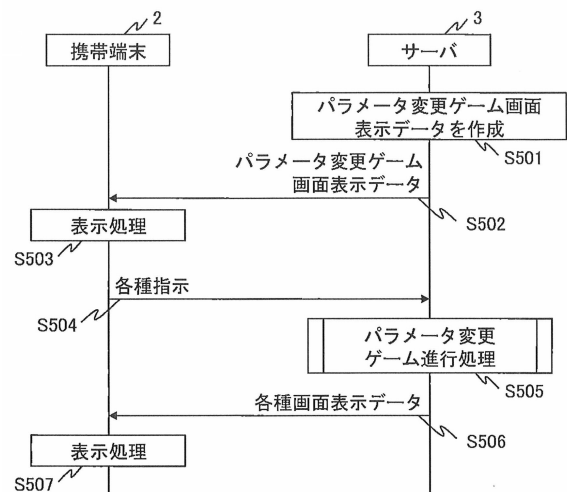 2
3
携帯端末
サーバ
パラメータ変更ゲーム画面
表示データを作成
S501
パラメータ変更ゲーム
画面表示データ
S502
表示処理
S503
各種指示
S504
パラメータ変更
ゲーム進行処理
S505
各種画面表示データ
S506
表示処理
S507